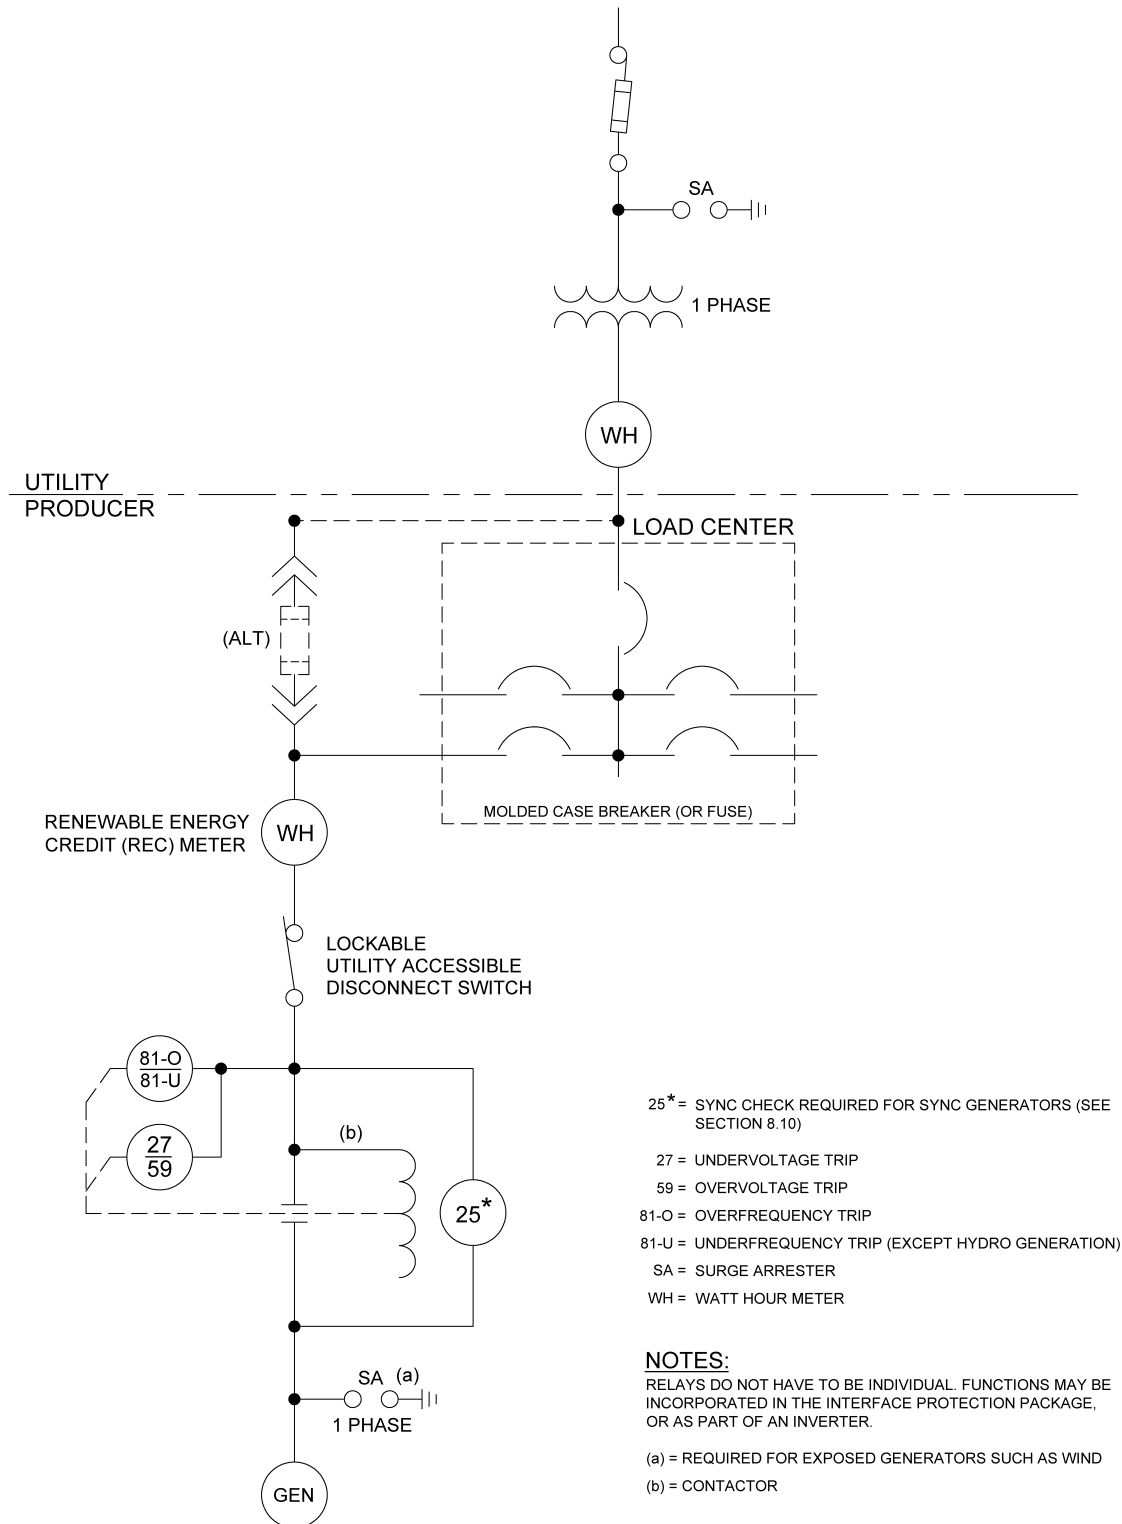 SA
1 PHASE
WH
UTILITY
PRODUCER
LOAD CENTER
(ALT)
MOLDED CASE BREAKER (OR FUSE)
RENEWABLE ENERGY
CREDIT (REC) METER
WH
LOCKABLE
UTILITY ACCESSIBLE
DISCONNECT SWITCH
81-O
81-U
27
59
(b)
25*
SA (a)
1 PHASE
GEN
25* = SYNC CHECK REQUIRED FOR SYNC GENERATORS (SEE
SECTION 8.10)
27 = UNDERVOLTAGE TRIP
59 = OVERVOLTAGE TRIP
81-O = OVERFREQUENCY TRIP
81-U = UNDERFREQUENCY TRIP (EXCEPT HYDRO GENERATION)
SA = SURGE ARRESTER
WH = WATT HOUR METER
NOTES:
RELAYS DO NOT HAVE TO BE INDIVIDUAL. FUNCTIONS MAY BE
INCORPORATED IN THE INTERFACE PROTECTION PACKAGE,
OR AS PART OF AN INVERTER.
(a) = REQUIRED FOR EXPOSED GENERATORS SUCH AS WIND
(b) = CONTACTOR